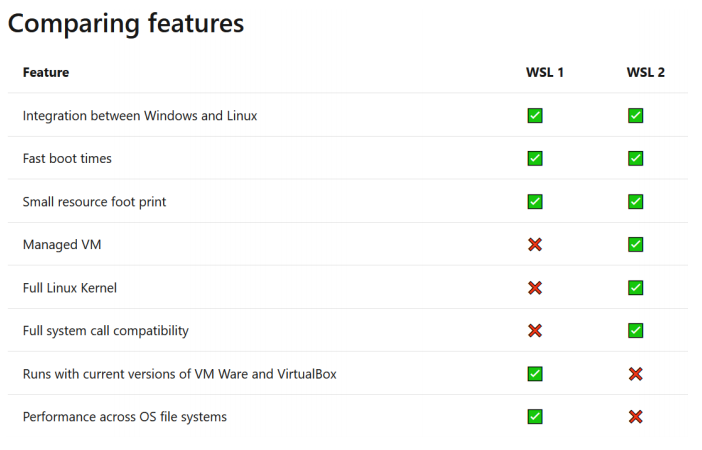 Comparing features
Feature WSL 1 WSL 2
Integration between Windows and Linux ✅ ✅
Fast boot times ✅ ✅
Small resource foot print ✅ ✅
Managed VM ❌ ✅
Full Linux Kernel ❌ ✅
Full system call compatibility ❌ ✅
Runs with current versions of VM Ware and VirtualBox ✅ ❌
Performance across OS file systems ✅ ❌